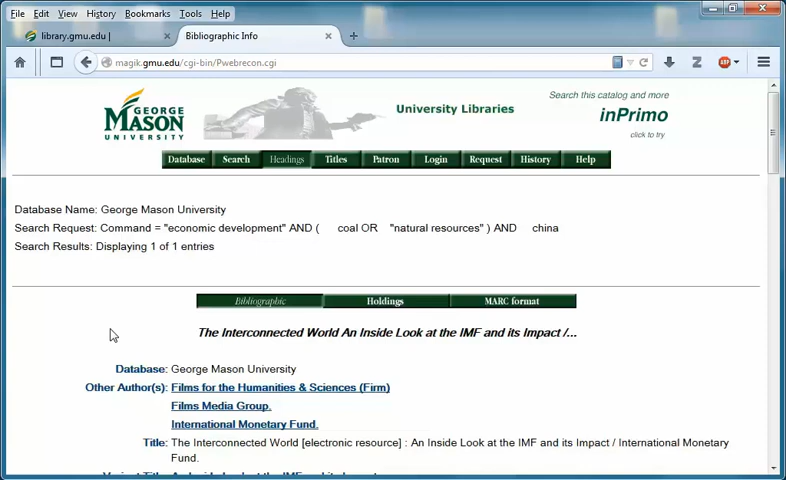 File Edit View History Bookmarks Tools Help
library.gmu.edu | × Bibliographic Info × +
magik.gmu.edu/cgi-bin/Pwebrecon.cgi
GEORGE
MASON
UNIVERSITY
University Libraries
Search this catalog and more
inPrimo
click to try
Database Search Headings Titles Patron Login Request History Help
Database Name: George Mason University
Search Request: Command = "economic development" AND ( coal OR "natural resources" ) AND china
Search Results: Displaying 1 of 1 entries
Bibliographic Holdings MARC format
The Interconnected World An Inside Look at the IMF and its Impact /...
Database: George Mason University
Other Author(s): Films for the Humanities & Sciences (Firm)
Films Media Group.
International Monetary Fund.
Title: The Interconnected World [electronic resource] : An Inside Look at the IMF and its Impact / International Monetary
Fund.